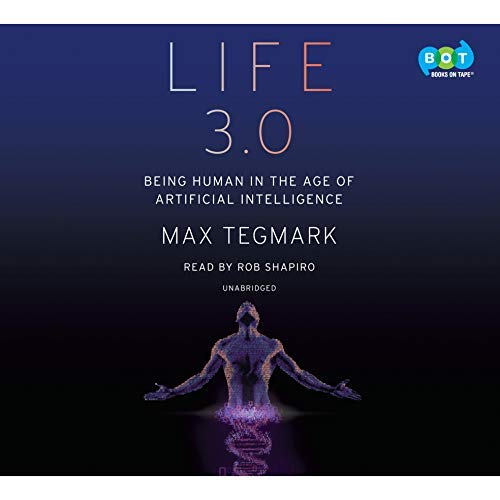 LIFE
3.0
BEING HUMAN IN THE AGE OF
ARTIFICIAL INTELLIGENCE
MAX TEGMARK
READ BY ROB SHAPIRO
UNABRIDGED
BOT
BOOKS ON TAPE®